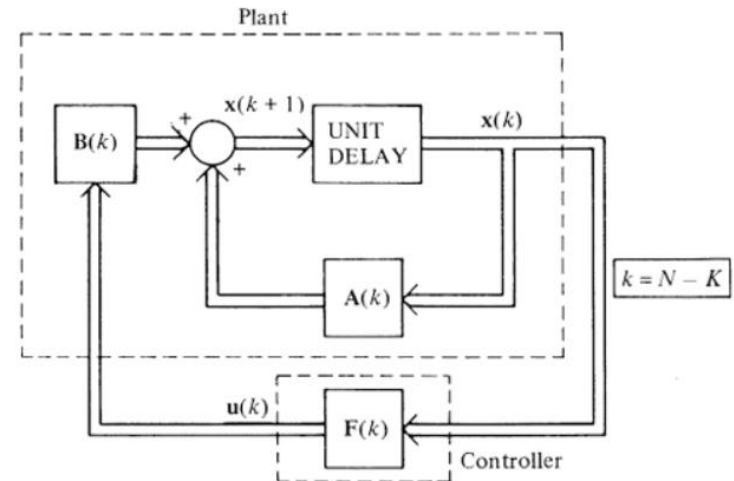 Plant
x(k + 1)
x(k)
+
B(k)
UNIT
DELAY
+
A(k)
k = N − K
u(k)
F(k)
Controller